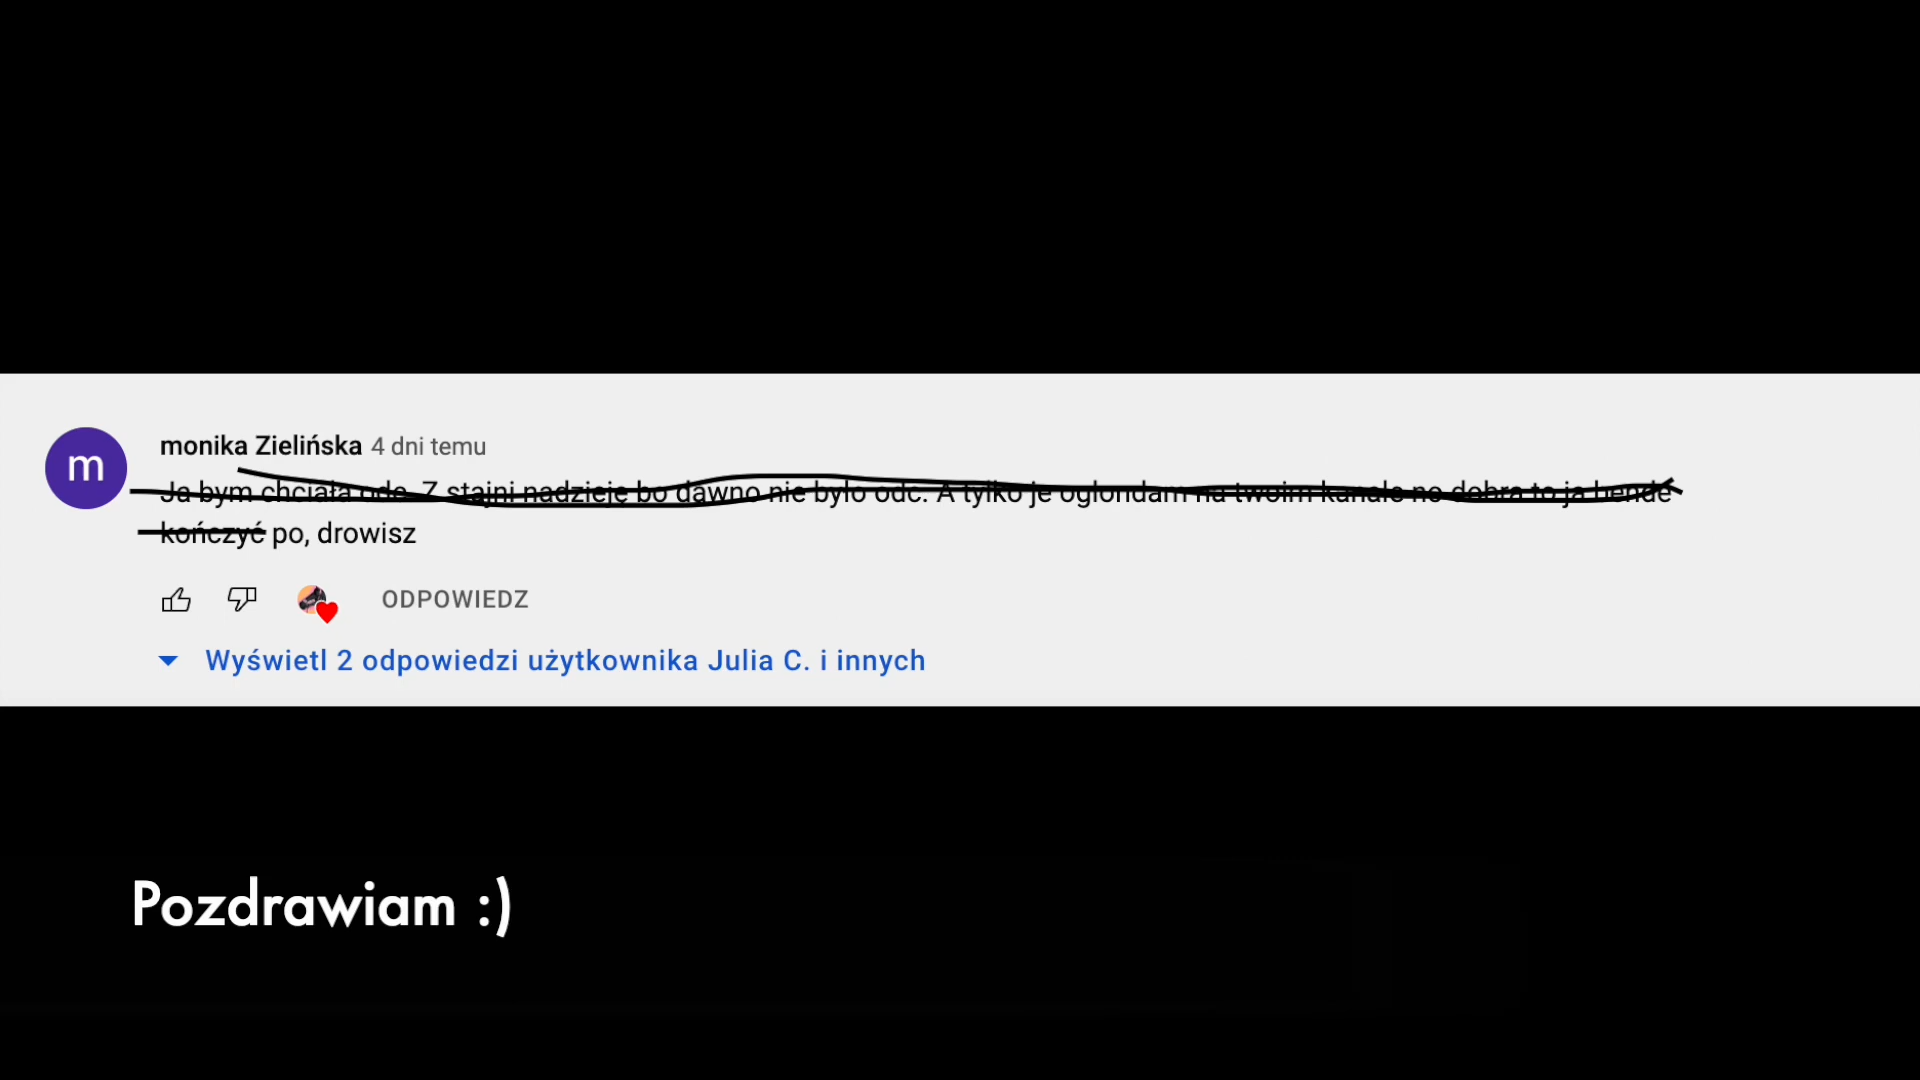 m
monika Zielińska 4 dni temu
Ja bym chciała odc. Z stajni nadzieję bo dawno nie było odc. A tylko je oglondam na twoim kanale no dobra to ja bende
kończyć po, drowisz
ODPOWIEDZ
Wyświetl 2 odpowiedzi użytkownika Julia C. i innych
Pozdrawiam :)